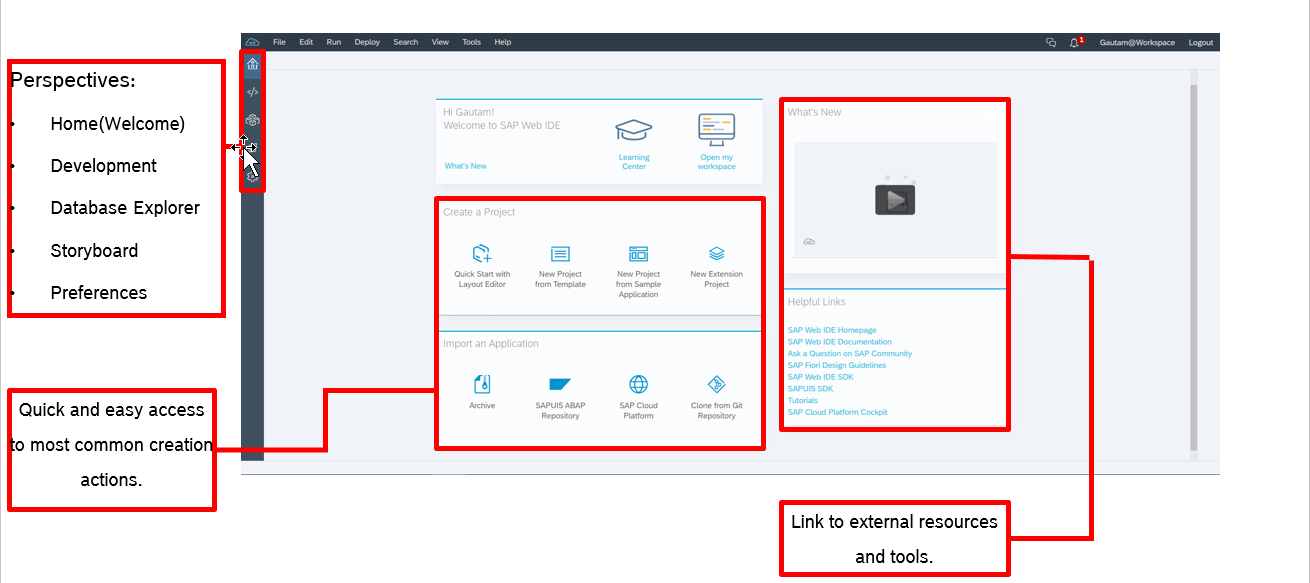 File Edit Run Deploy Search View Tools Help
1 Gautam@Workspace Logout
Perspectives:
• Home(Welcome)
• Development
• Database Explorer
• Storyboard
• Preferences
Hi Gautam!
Welcome to SAP Web IDE
What's New
Learning
Center
Open my
workspace
Create a Project
Quick Start with
Layout Editor
New Project
from Template
New Project
from Sample
Application
New Extension
Project
Import an Application
Archive
SAPUI5 ABAP
Repository
SAP Cloud
Platform
Clone from Git
Repository
What's New
Helpful Links
SAP Web IDE Homepage
SAP Web IDE Documentation
Ask a Question on SAP Community
SAP Fiori Design Guidelines
SAP Web IDE SDK
SAPUI5 SDK
Tutorials
SAP Cloud Platform Cockpit
Quick and easy access
to most common creation
actions.
Link to external resources
and tools.